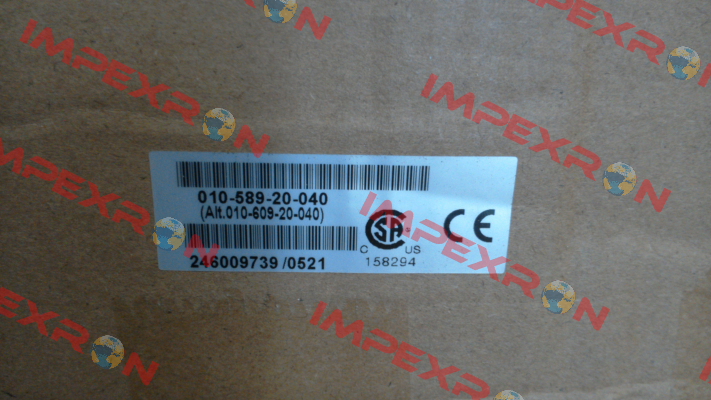 IMPEXRON
IMPEXRON
IMPEXRON
IMPEXRON
010-589-20-040
(Alt.010-609-20-040)
246009739 /0521
CSA
C US
158294
CE
IMPEXRON
IMPEXRON
IMPEXRON